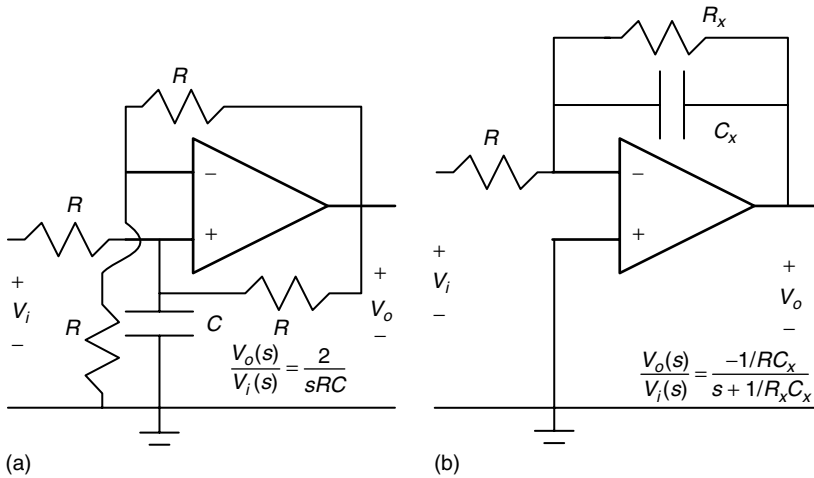 R
−
+
R
+
V_i
−
R
C
R
+
V_o
−
V_o(s)/V_i(s) = 2/sRC
(a)
R_x
C_x
R
−
+
+
V_i
−
+
V_o
−
V_o(s)/V_i(s) = −1/RC_x / s + 1/R_xC_x
(b)